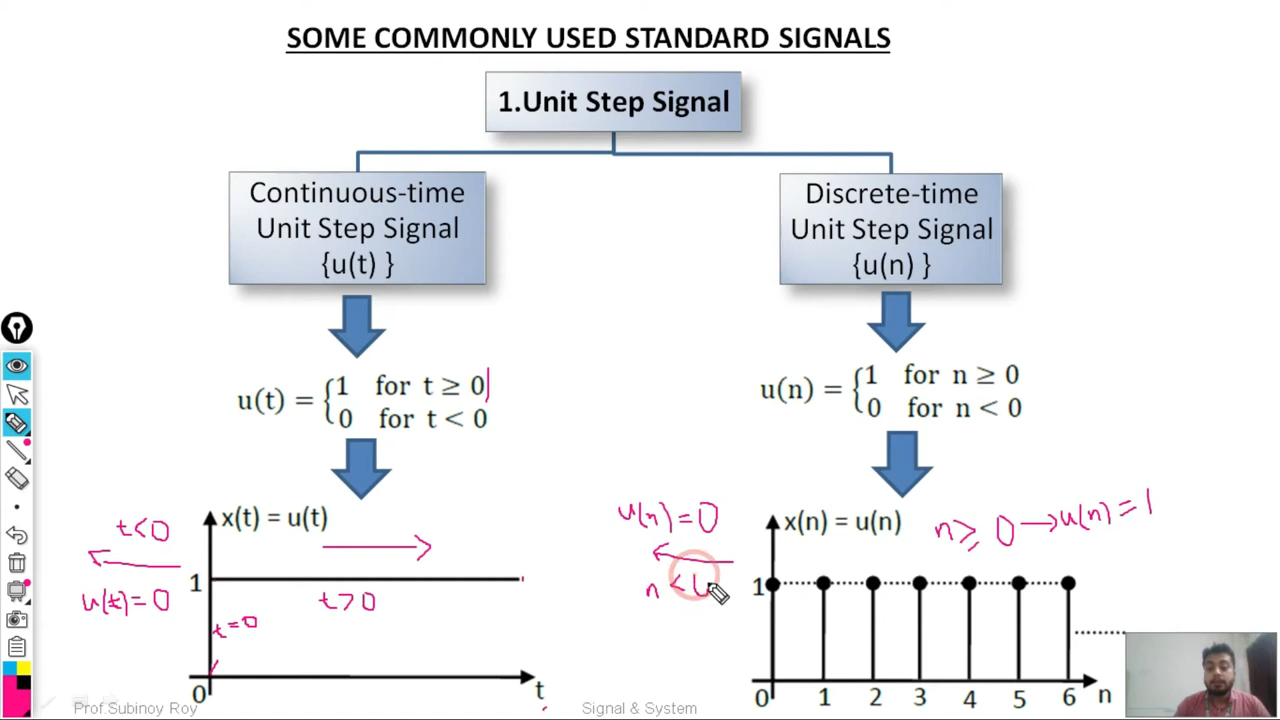 SOME COMMONLY USED STANDARD SIGNALS
1.Unit Step Signal
Continuous-time
Unit Step Signal
{u(t) }
Discrete-time
Unit Step Signal
{u(n) }
u(t) = {1 for t ≥ 0
0 for t < 0
u(n) = {1 for n ≥ 0
0 for n < 0
t<0
u(t)=0
x(t) = u(t)
1
t>0
t=0
0
t
u(n)=0
n <
x(n) = u(n)
n ≥ 0 → u(n) = 1
1
0 1 2 3 4 5 6 n
Prof.Subinoy Roy
Signal & System